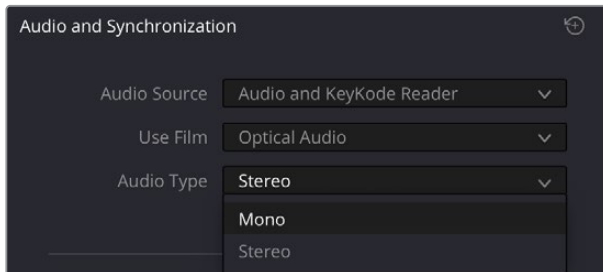 Audio and Synchronization
Audio Source Audio and KeyKode Reader
Use Film Optical Audio
Audio Type Stereo
Mono
Stereo